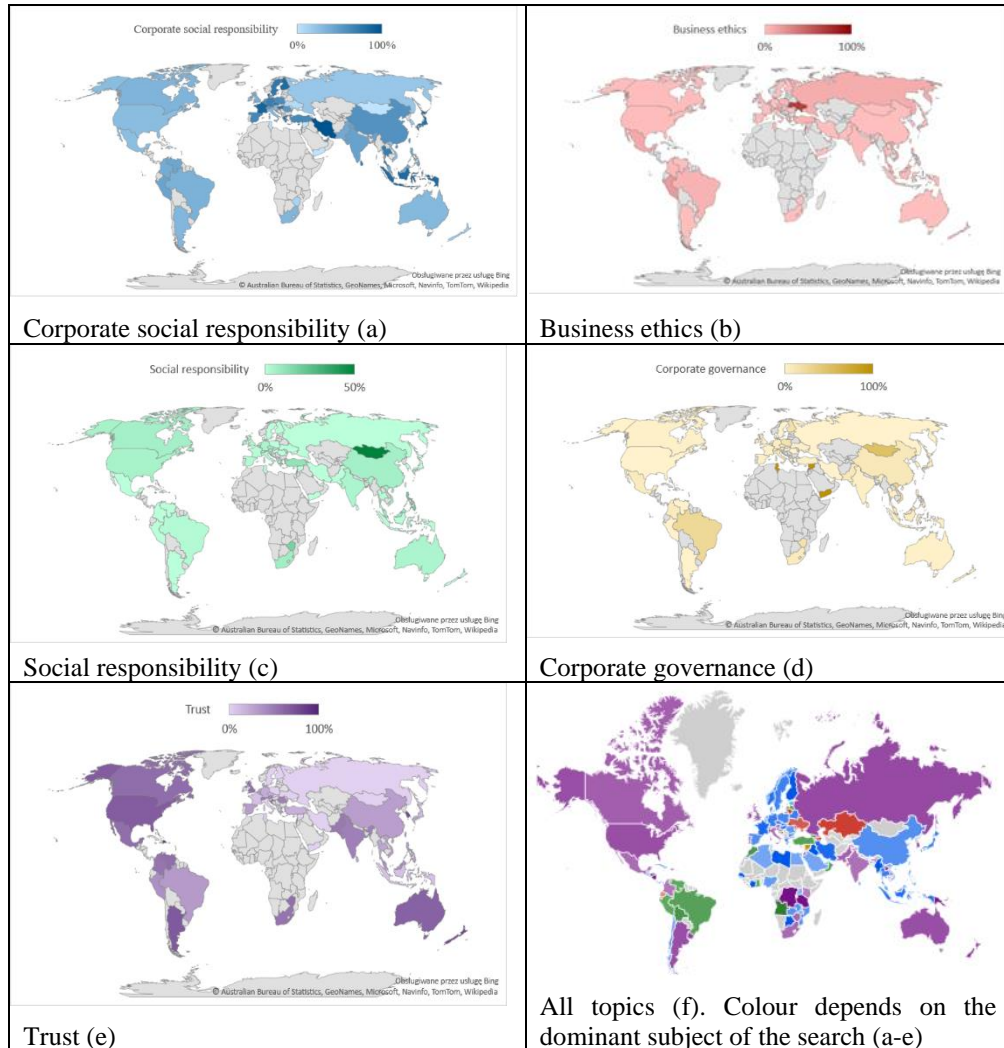 Corporate social responsibility
0% 100%
Obsługiwane przez usługę Bing
© Australian Bureau of Statistics, GeoNames, Microsoft, Navinfo, TomTom, Wikipedia
Corporate social responsibility (a)
Business ethics
0% 100%
Obsługiwane przez usługę Bing
© Australian Bureau of Statistics, GeoNames, Microsoft, Navinfo, TomTom, Wikipedia
Business ethics (b)
Social responsibility
0% 50%
Obsługiwane przez usługę Bing
© Australian Bureau of Statistics, GeoNames, Microsoft, Navinfo, TomTom, Wikipedia
Social responsibility (c)
Corporate governance
0% 100%
Obsługiwane przez usługę Bing
© Australian Bureau of Statistics, GeoNames, Microsoft, Navinfo, TomTom, Wikipedia
Corporate governance (d)
Trust
0% 100%
Obsługiwane przez usługę Bing
© Australian Bureau of Statistics, GeoNames, Microsoft, Navinfo, TomTom, Wikipedia
Trust (e)
All topics (f). Colour depends on the
dominant subject of the search (a-e)